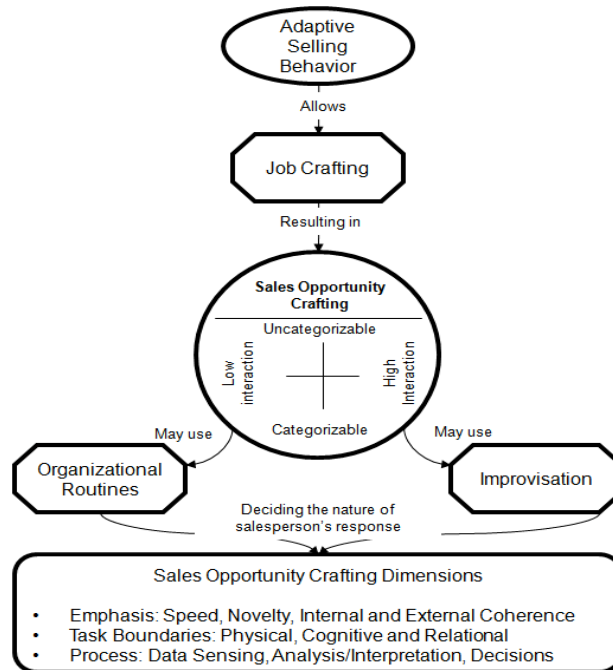 Adaptive
Selling
Behavior
Allows
Job Crafting
Resulting in
Sales Opportunity
Crafting
Uncategorizable
Low
interaction
High
Interaction
Categorizable
May use
May use
Organizational
Routines
Improvisation
Deciding the nature of
salesperson's response
Sales Opportunity Crafting Dimensions
• Emphasis: Speed, Novelty, Internal and External Coherence
• Task Boundaries: Physical, Cognitive and Relational
• Process: Data Sensing, Analysis/Interpretation, Decisions